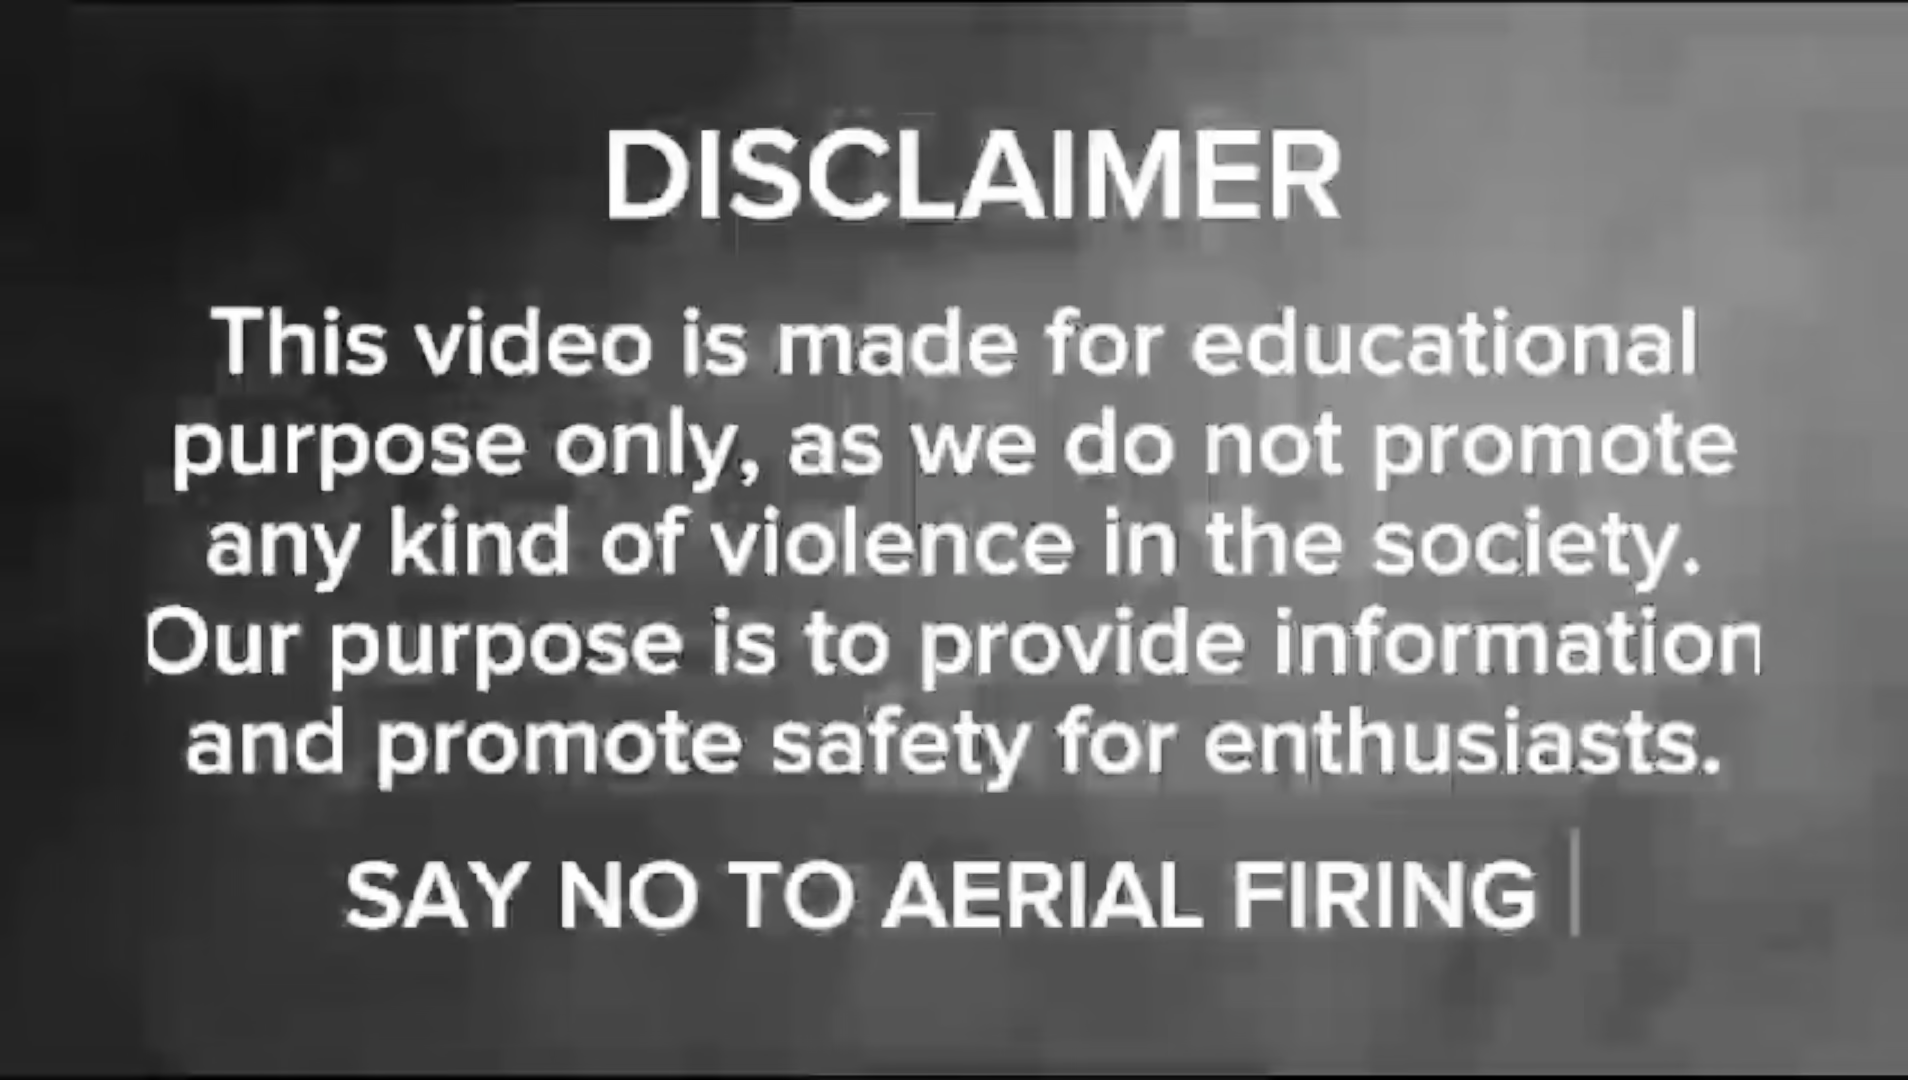 DISCLAIMER
This video is made for educational
purpose only, as we do not promote
any kind of violence in the society.
Our purpose is to provide information
and promote safety for enthusiasts.
SAY NO TO AERIAL FIRING